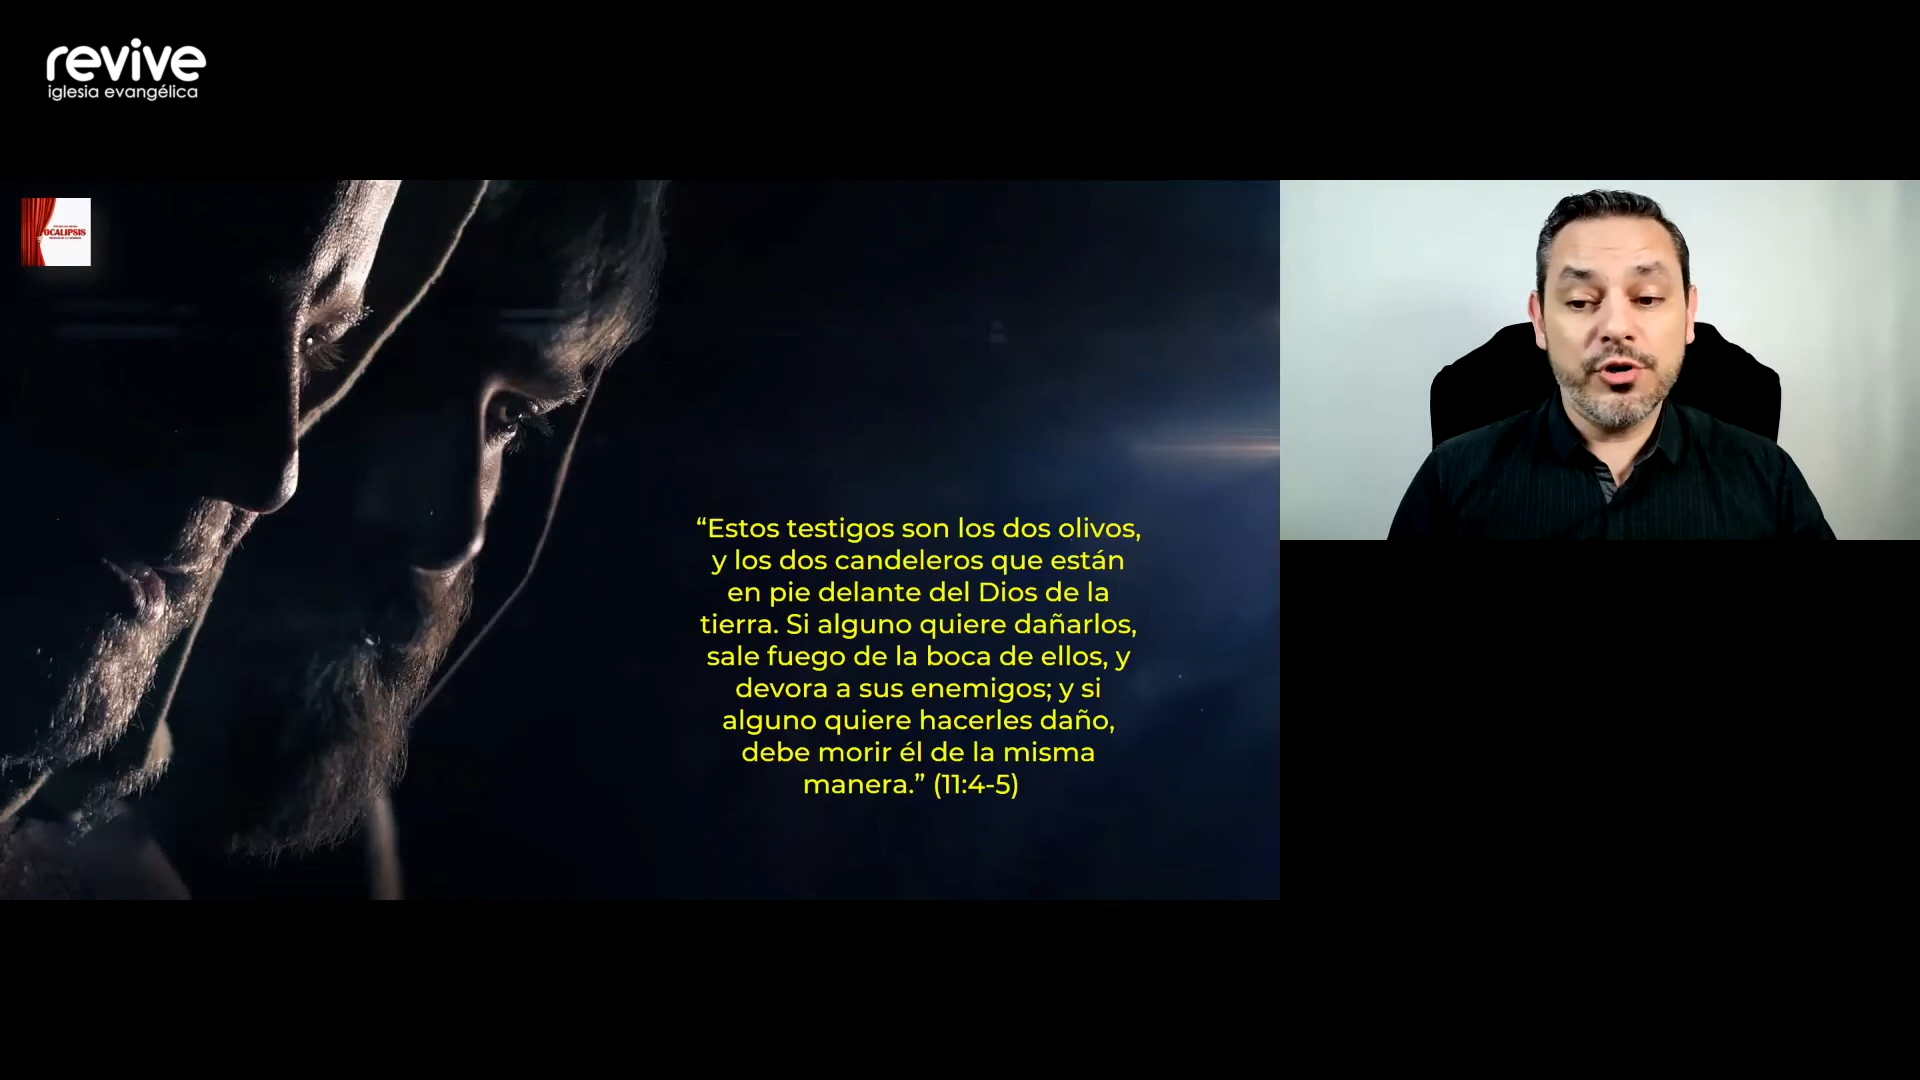 revive
iglesia evangélica
OCALIPSIS
“Estos testigos son los dos olivos,
y los dos candeleros que están
en pie delante del Dios de la
tierra. Si alguno quiere dañarlos,
sale fuego de la boca de ellos, y
devora a sus enemigos; y si
alguno quiere hacerles daño,
debe morir él de la misma
manera.” (11:4-5)